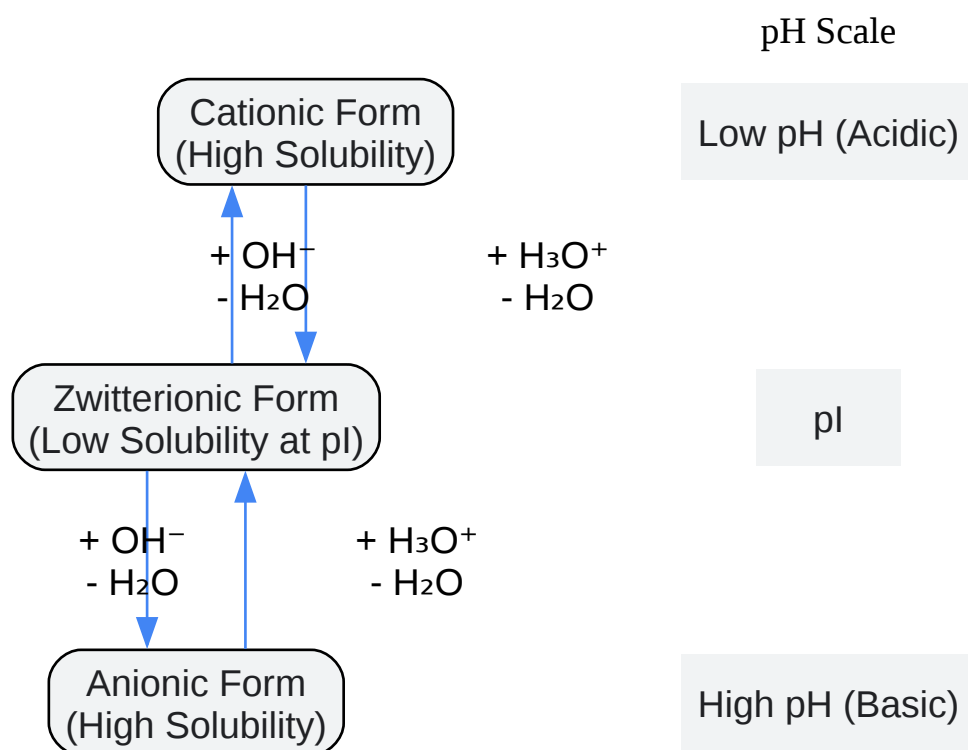 pH Scale
Cationic Form
(High Solubility)
Low pH (Acidic)
+ OH⁻
- H₂O
+ H₃O⁺
- H₂O
Zwitterionic Form
(Low Solubility at pI)
pI
+ OH⁻
- H₂O
+ H₃O⁺
- H₂O
Anionic Form
(High Solubility)
High pH (Basic)